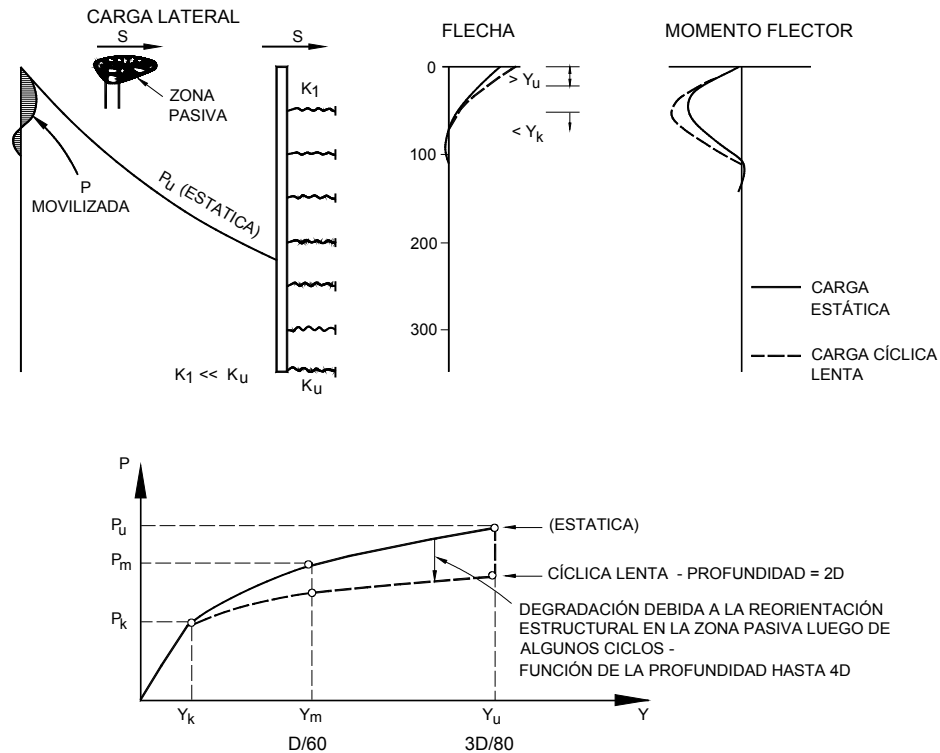 CARGA LATERAL
S
ZONA
PASIVA
P
MOVILIZADA
Pu (ESTATICA)
S
K1
K1 << Ku
Ku
FLECHA
0
100
200
300
> Yu
< Yk
MOMENTO FLECTOR
CARGA
ESTÁTICA
CARGA CÍCLICA
LENTA
P
Pu
Pm
Pk
(ESTATICA)
CÍCLICA LENTA - PROFUNDIDAD = 2D
DEGRADACIÓN DEBIDA A LA REORIENTACIÓN
ESTRUCTURAL EN LA ZONA PASIVA LUEGO DE
ALGUNOS CICLOS -
FUNCIÓN DE LA PROFUNDIDAD HASTA 4D
Yk
Ym
Yu
Y
D/60
3D/80